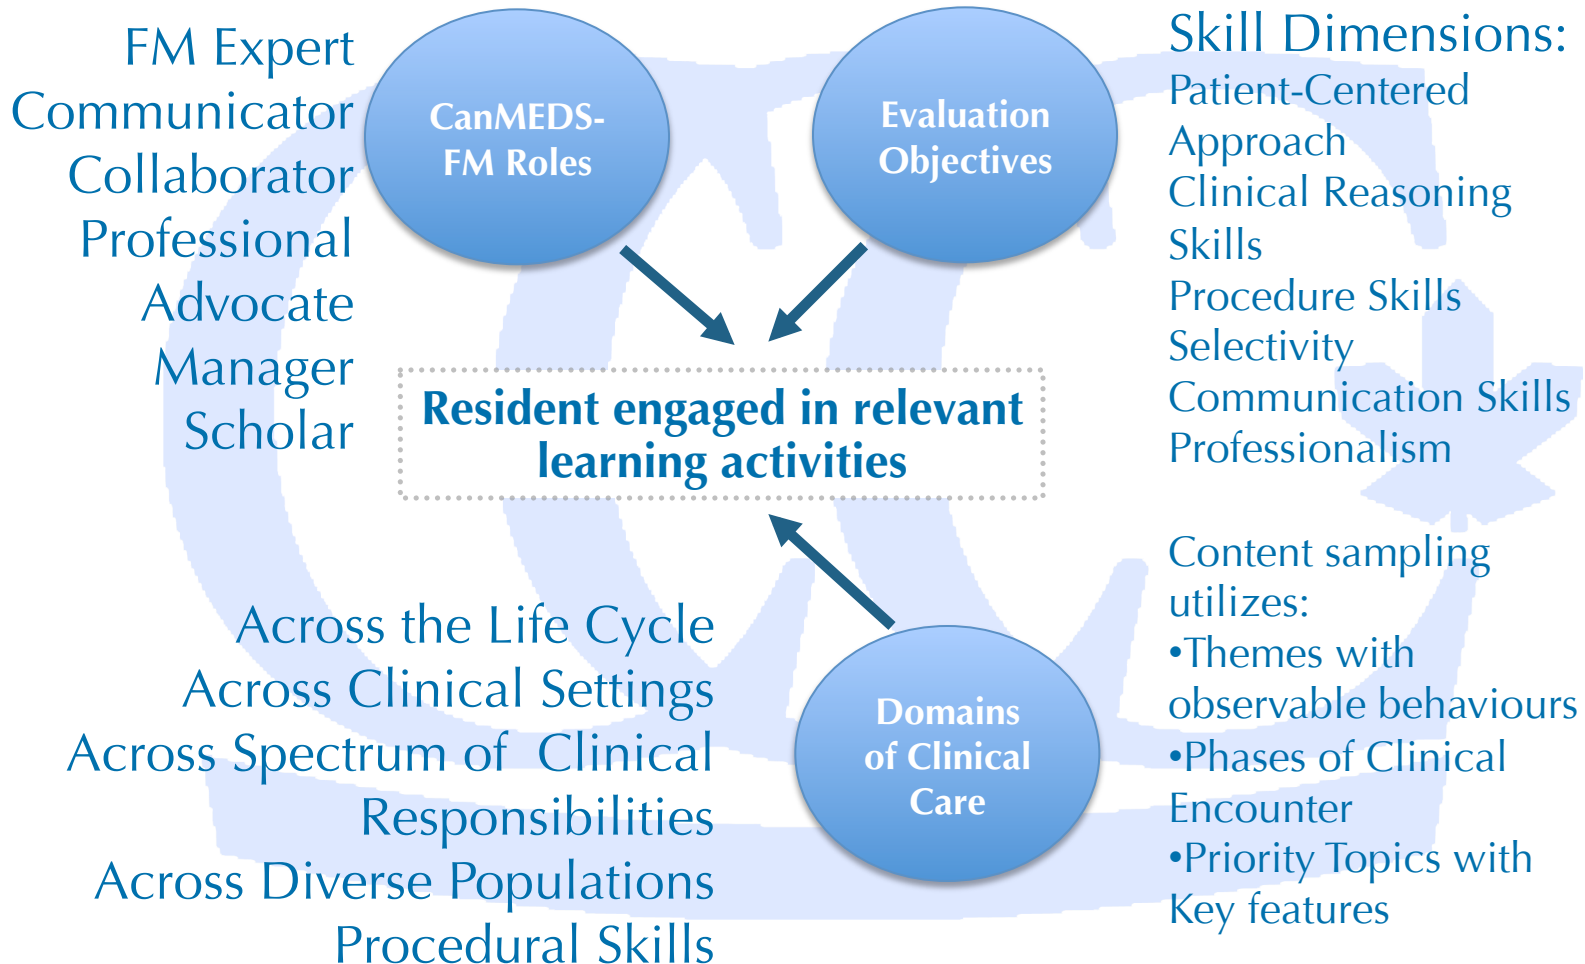 FM Expert
Communicator
Collaborator
Professional
Advocate
Manager
Scholar
CanMEDS-
FM Roles
Evaluation
Objectives
Skill Dimensions:
Patient-Centered
Approach
Clinical Reasoning
Skills
Procedure Skills
Selectivity
Communication Skills
Professionalism
Resident engaged in relevant
learning activities
Across the Life Cycle
Across Clinical Settings
Across Spectrum of Clinical
Responsibilities
Across Diverse Populations
Procedural Skills
Domains
of Clinical
Care
Content sampling
utilizes:
•Themes with
observable behaviours
•Phases of Clinical
Encounter
•Priority Topics with
Key features